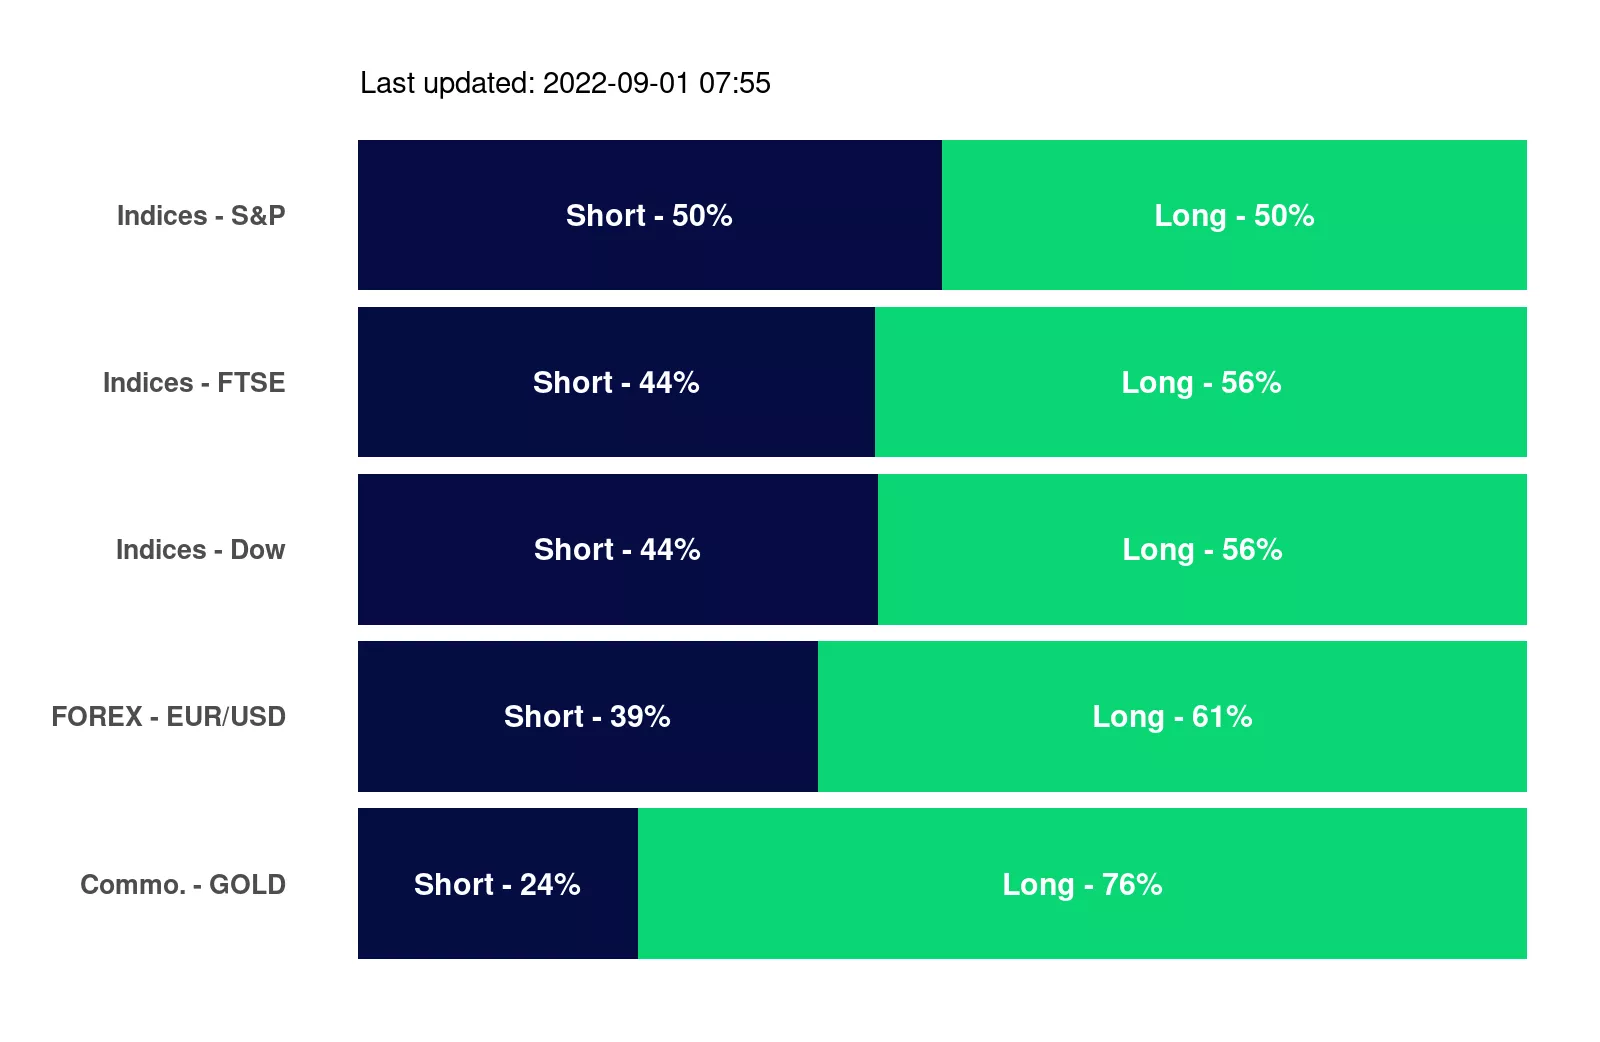 Last updated: 2022-09-01 07:55
Indices - S&P Short - 50% Long - 50%
Indices - FTSE Short - 44% Long - 56%
Indices - Dow Short - 44% Long - 56%
FOREX - EUR/USD Short - 39% Long - 61%
Commo. - GOLD Short - 24% Long - 76%